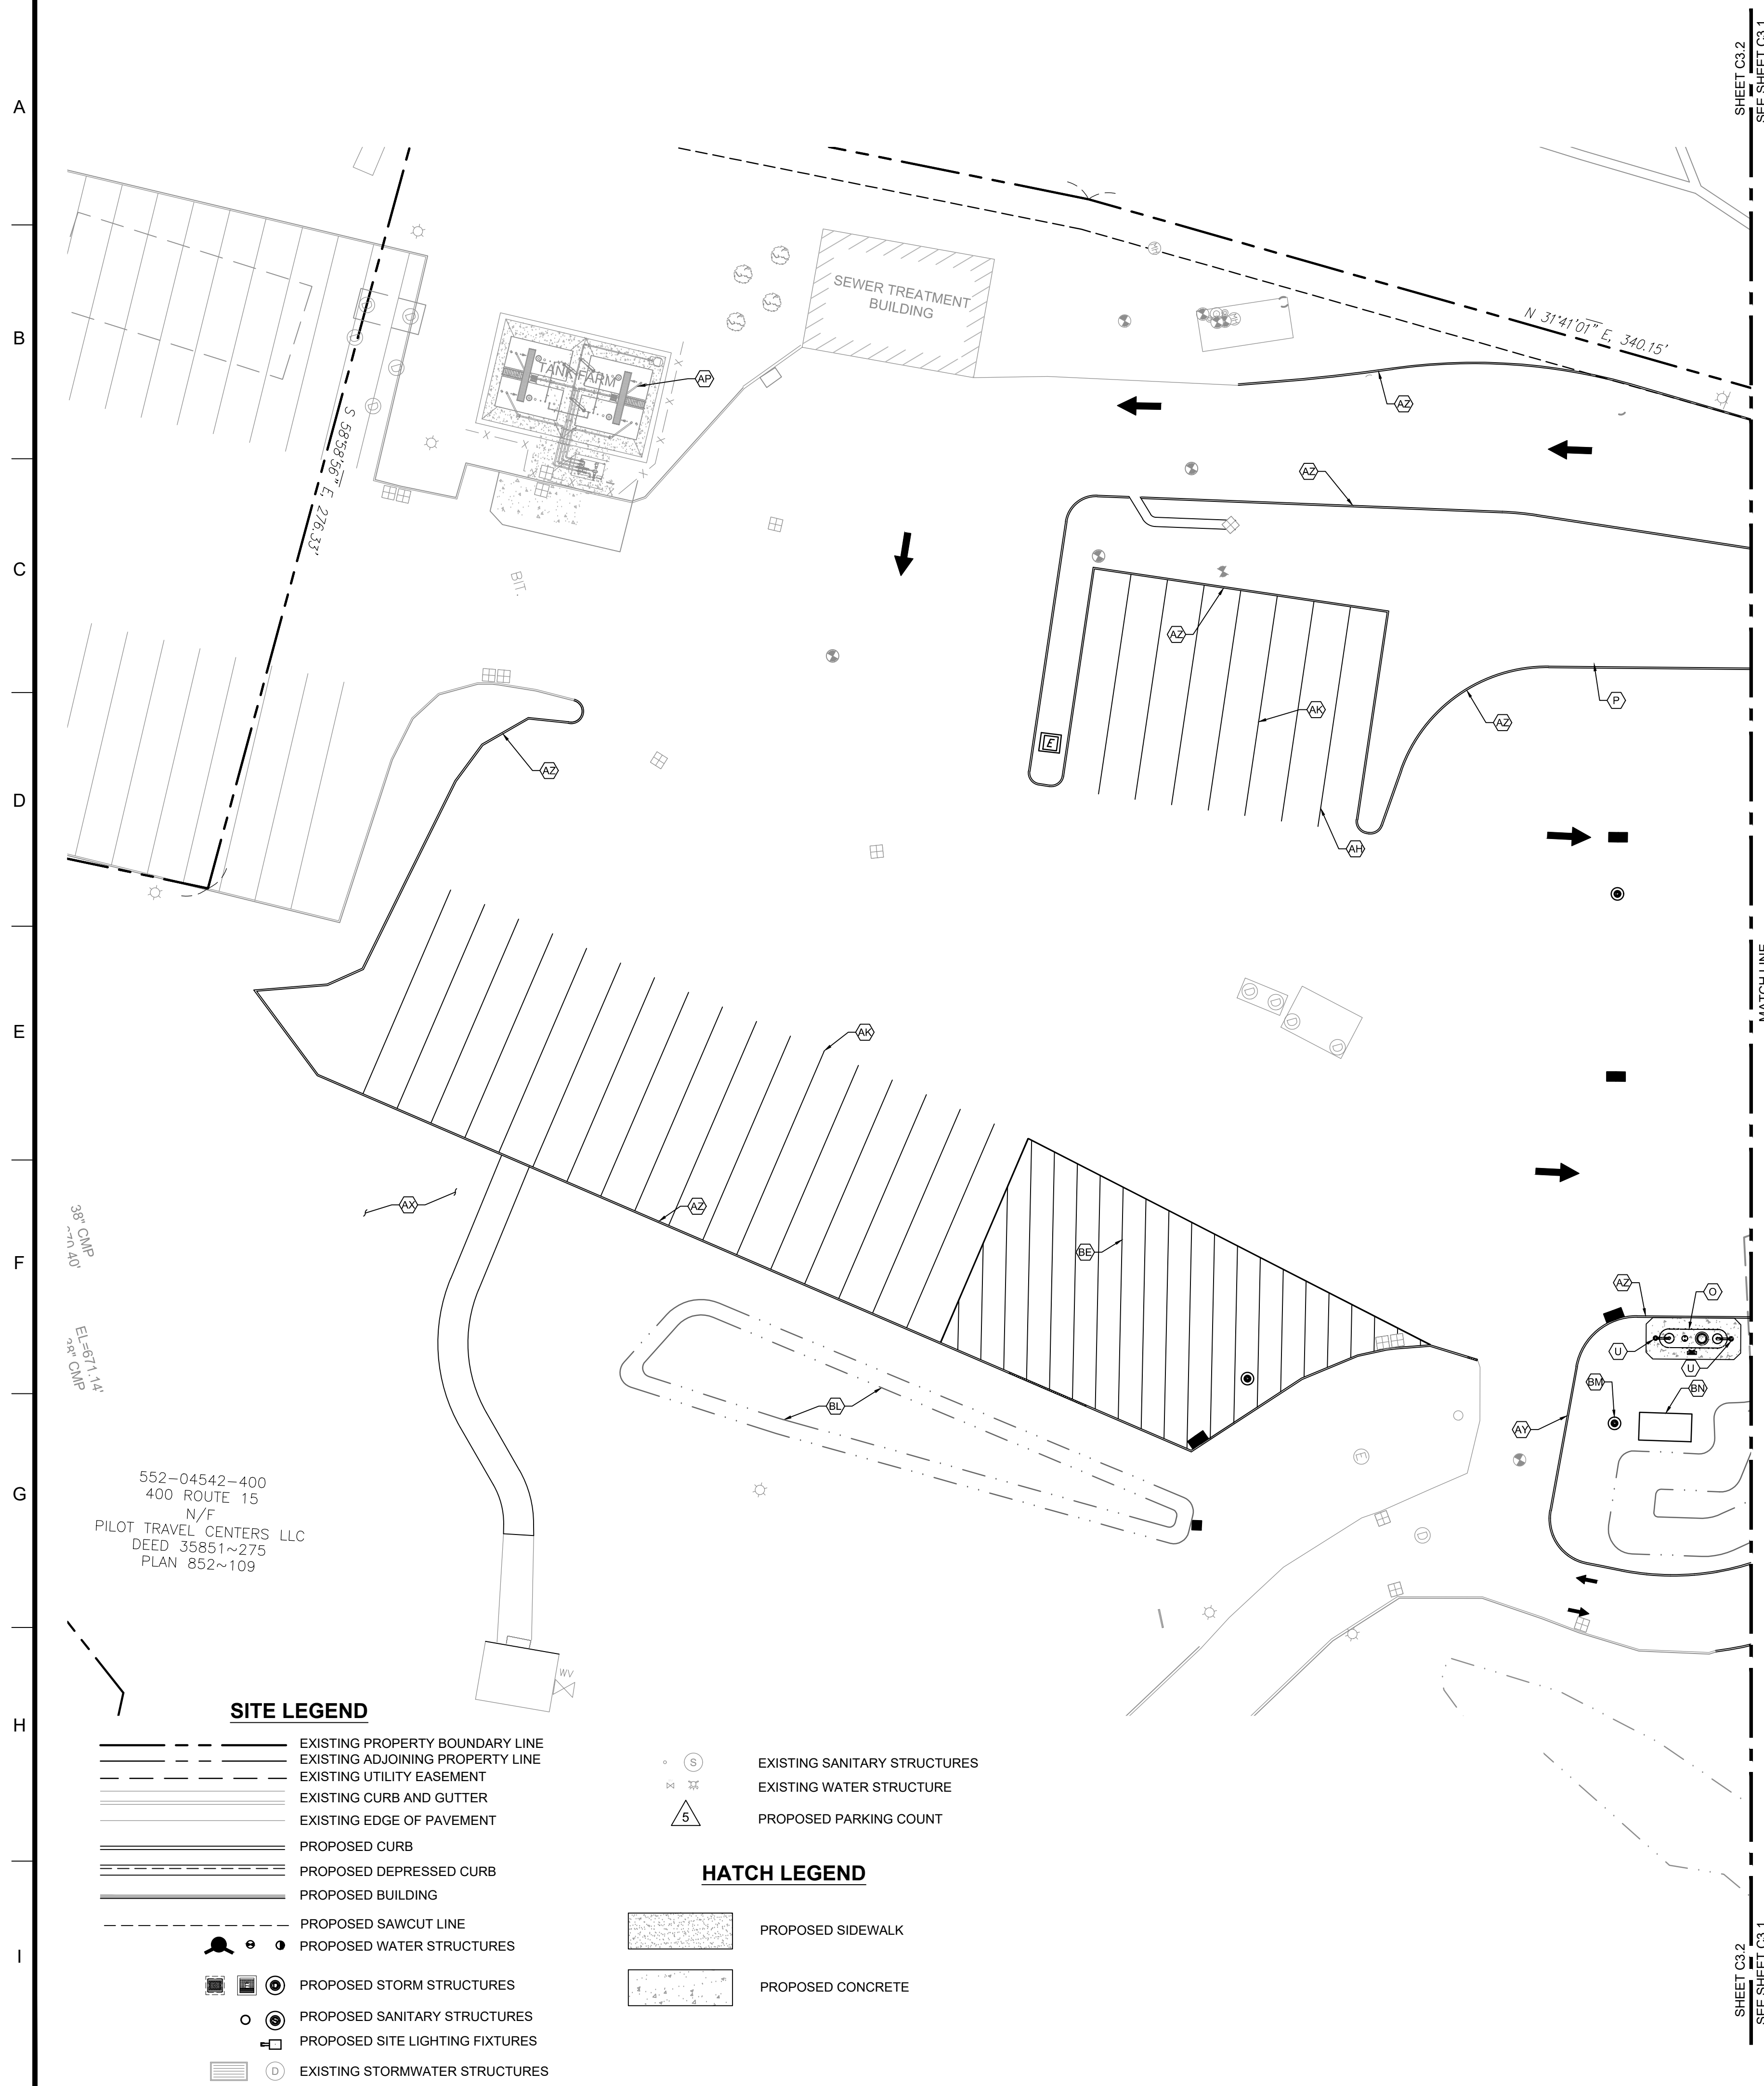 SHEET C3.2
SEE SHEET C3.1
A
B
C
D
E
F
G
H
I
SEWER TREATMENT
BUILDING
N 31°41'01" E, 340.15'
TANK FARM
AP
AZ
S 58°58'56" E, 276.33'
X
X
X
X
X
X
AZ
BIT.
AZ
AK
P
AZ
E
AZ
AH
MATCH LINE
D
D
D
D
D
D
D
D
D
AK
AX
AZ
BE
38" CMP
EL=671.14'
38" CMP
AZ
O
U
U
BM
BN
AY
BL
E
D
552-04542-400
400 ROUTE 15
N/F
PILOT TRAVEL CENTERS LLC
DEED 35851~275
PLAN 852~109
WV
SITE LEGEND
EXISTING PROPERTY BOUNDARY LINE
EXISTING ADJOINING PROPERTY LINE
EXISTING UTILITY EASEMENT
EXISTING CURB AND GUTTER
EXISTING EDGE OF PAVEMENT
PROPOSED CURB
PROPOSED DEPRESSED CURB
PROPOSED BUILDING
PROPOSED SAWCUT LINE
PROPOSED WATER STRUCTURES
PROPOSED STORM STRUCTURES
S PROPOSED SANITARY STRUCTURES
PROPOSED SITE LIGHTING FIXTURES
D EXISTING STORMWATER STRUCTURES
S EXISTING SANITARY STRUCTURES
EXISTING WATER STRUCTURE
5 PROPOSED PARKING COUNT
HATCH LEGEND
PROPOSED SIDEWALK
PROPOSED CONCRETE
SHEET C3.2
SEE SHEET C3.1